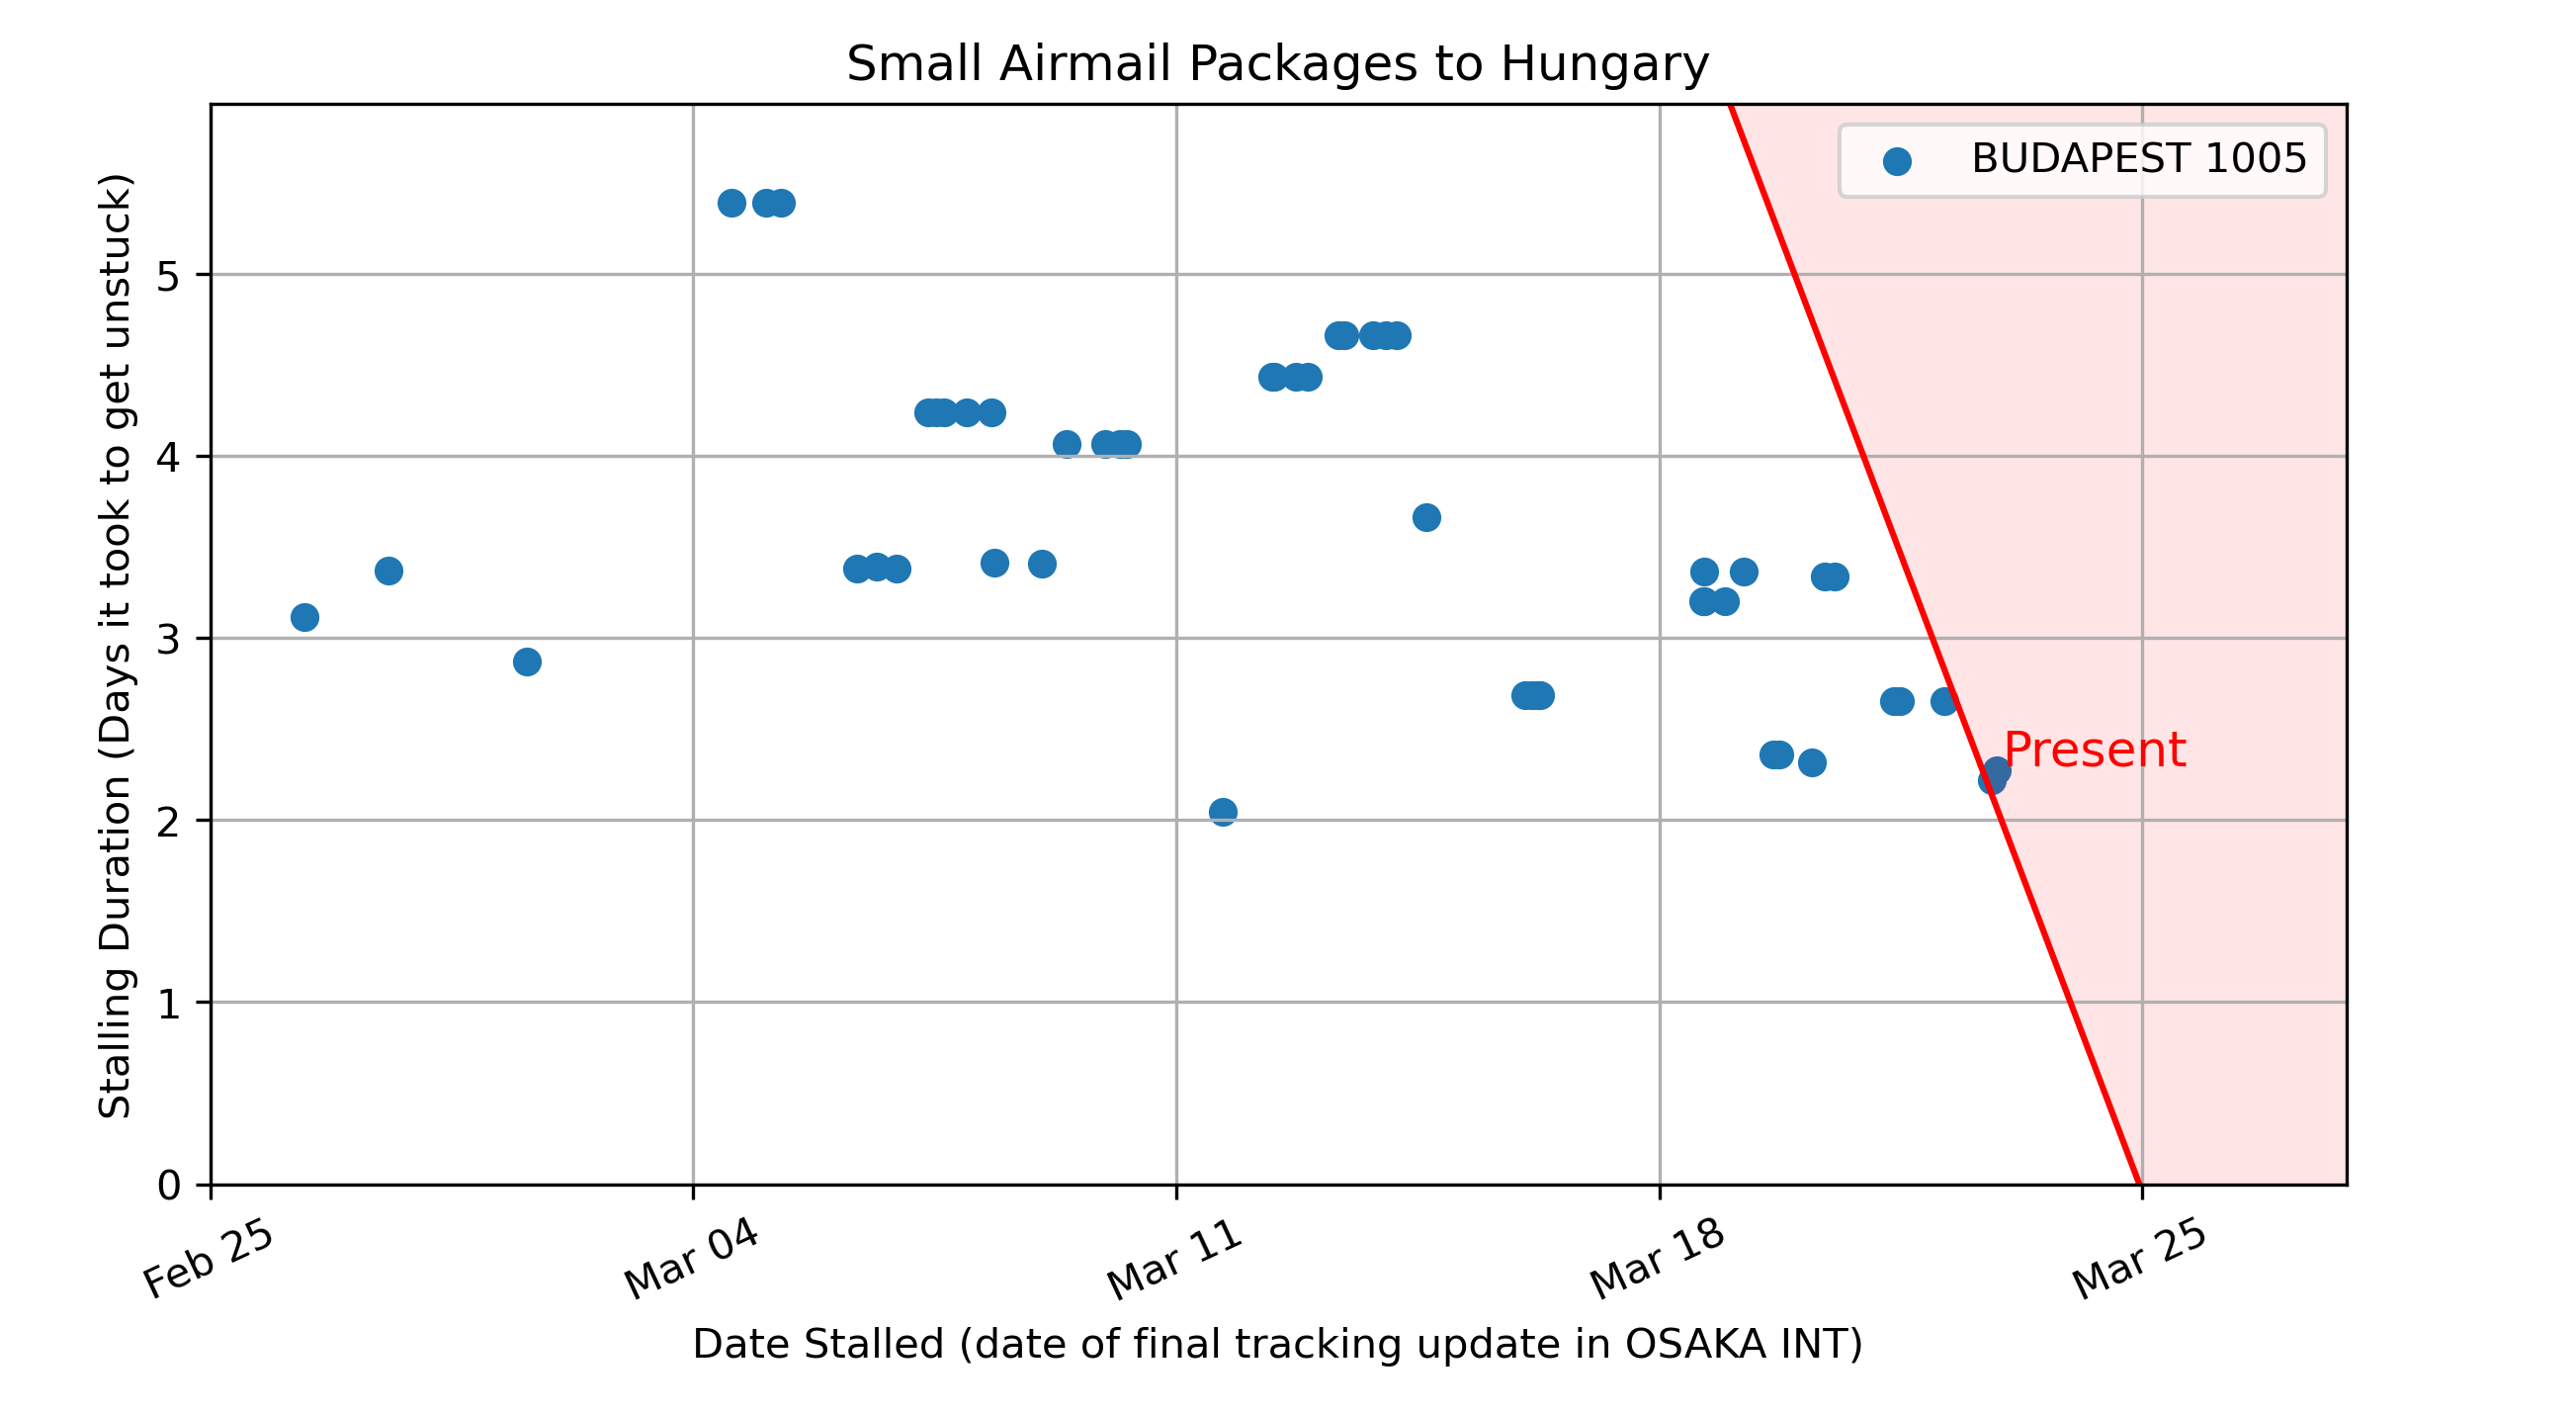 Small Airmail Packages to Hungary
BUDAPEST 1005
Stalling Duration (Days it took to get unstuck)
5
4
3
2
1
0
Present
Feb 25
Mar 04
Mar 11
Mar 18
Mar 25
Date Stalled (date of final tracking update in OSAKA INT)